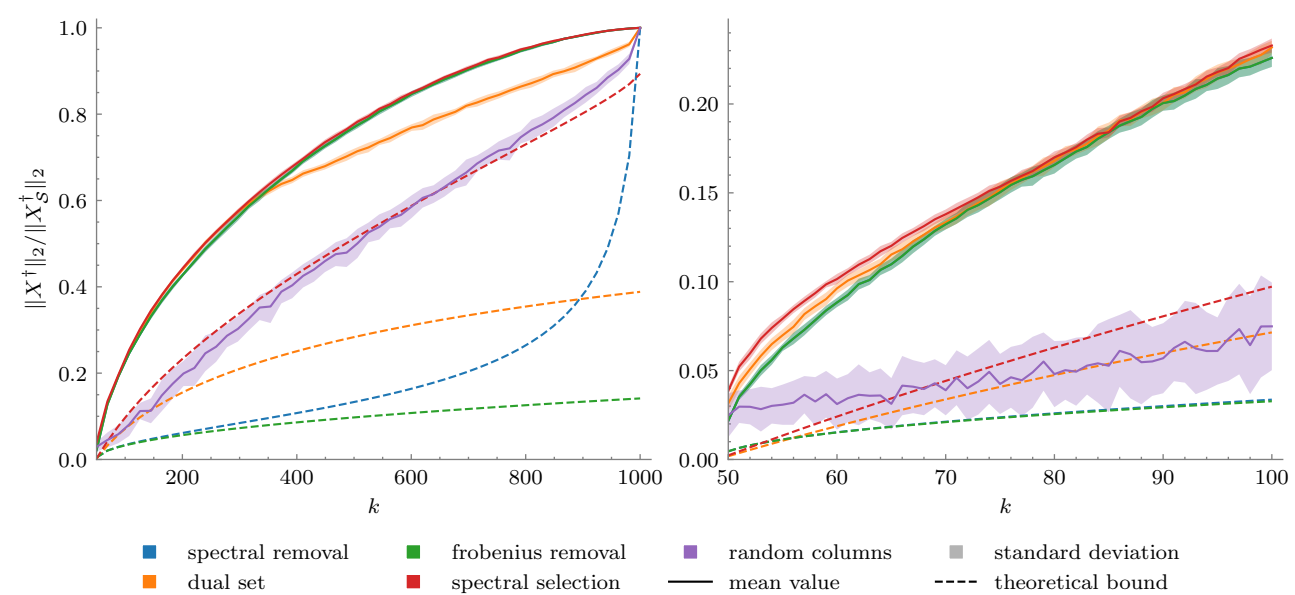 1.0
0.8
0.6
0.4
0.2
0.0
200 400 600 800 1000
k
∥X†∥₂/∥X†_S∥₂
0.20
0.15
0.10
0.05
0.00
50 60 70 80 90 100
k
spectral removal frobenius removal random columns standard deviation
dual set spectral selection mean value theoretical bound